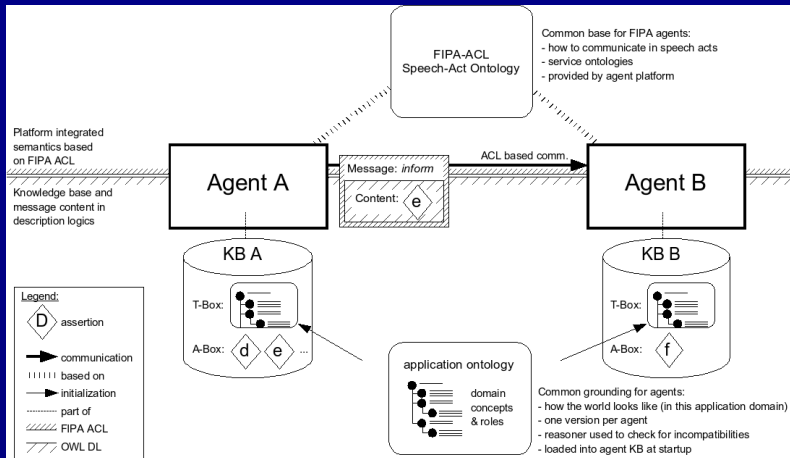 FIPA-ACL
Speech-Act Ontology
Common base for FIPA agents:
- how to communicate in speech acts
- service ontologies
- provided by agent platform
Platform integrated
semantics based
on FIPA ACL
Knowledge base and
message content in
description logics
Agent A
Message: inform
Content: e
ACL based comm.
Agent B
KB A
T-Box:
A-Box: d e ...
KB B
T-Box:
A-Box: f
Legend:
D assertion
communication
based on
initialization
part of
FIPA ACL
OWL DL
application ontology
domain
concepts
& roles
Common grounding for agents:
- how the world looks like (in this application domain)
- one version per agent
- reasoner used to check for incompatibilities
- loaded into agent KB at startup